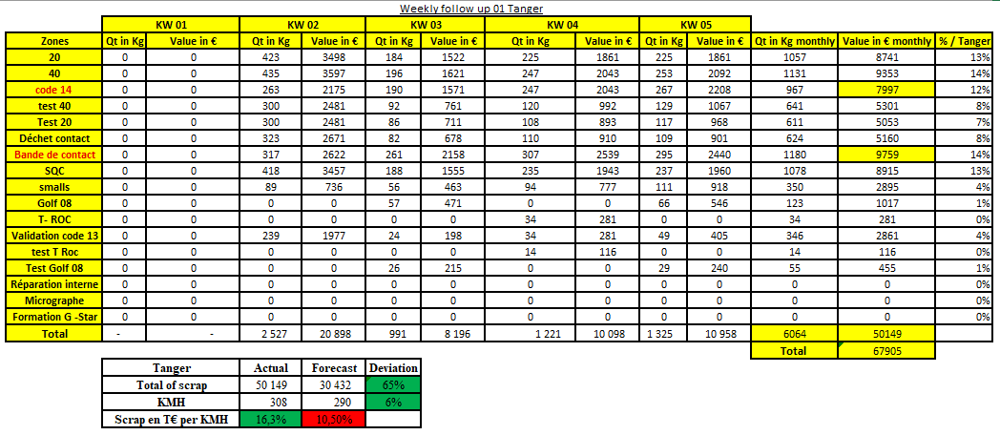 Weekly follow up 01 Tanger
KW 01 KW 02 KW 03 KW 04 KW 05
Zones Qt in Kg Value in € Qt in Kg Value in € Qt in Kg Value in € Qt in Kg Value in € Qt in Kg Value in € Qt in Kg monthly Value in € monthly % / Tanger
20 0 0 423 3498 184 1522 225 1861 225 1861 1057 8741 13%
40 0 0 435 3597 196 1621 247 2043 253 2092 1131 9353 14%
code 14 0 0 263 2175 190 1571 247 2043 267 2208 967 7997 12%
test 40 0 0 300 2481 92 761 120 992 129 1067 641 5301 8%
Test 20 0 0 300 2481 86 711 108 893 117 968 611 5053 7%
Déchet contact 0 0 323 2671 82 678 110 910 109 901 624 5160 8%
Bande de contact 0 0 317 2622 261 2158 307 2539 295 2440 1180 9759 14%
SQC 0 0 418 3457 188 1555 235 1943 237 1960 1078 8915 13%
smalls 0 0 89 736 56 463 94 777 111 918 350 2895 4%
Golf 08 0 0 0 0 57 471 0 0 66 546 123 1017 1%
T- ROC 0 0 0 0 0 0 34 281 0 0 34 281 0%
Validation code 13 0 0 239 1977 24 198 34 281 49 405 346 2861 4%
test T Roc 0 0 0 0 0 0 14 116 0 0 14 116 0%
Test Golf 08 0 0 0 0 26 215 0 0 29 240 55 455 1%
Réparation interne 0 0 0 0 0 0 0 0 0 0 0 0 0%
Micrographe 0 0 0 0 0 0 0 0 0 0 0 0 0%
Formation G -Star 0 0 0 0 0 0 0 0 0 0 0 0 0%
Total - - 2 527 20 898 991 8 196 1 221 10 098 1 325 10 958 6064 50149
Total 67905
Tanger Actual Forecast Deviation
Total of scrap 50 149 30 432 65%
KMH 308 290 6%
Scrap en T€ per KMH 16,3% 10,50%